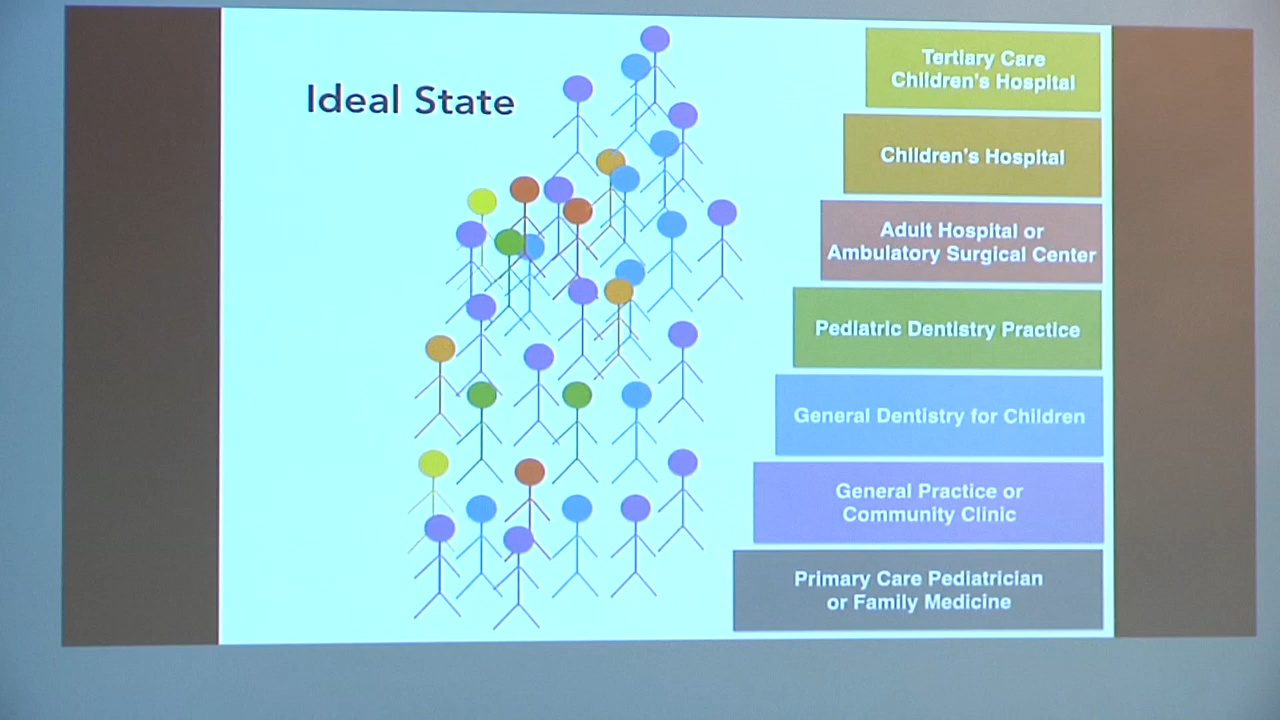 Ideal State
Tertiary Care
Children's Hospital
Children's Hospital
Adult Hospital or
Ambulatory Surgical Center
Pediatric Dentistry Practice
General Dentistry for Children
General Practice or
Community Clinic
Primary Care Pediatrician
or Family Medicine